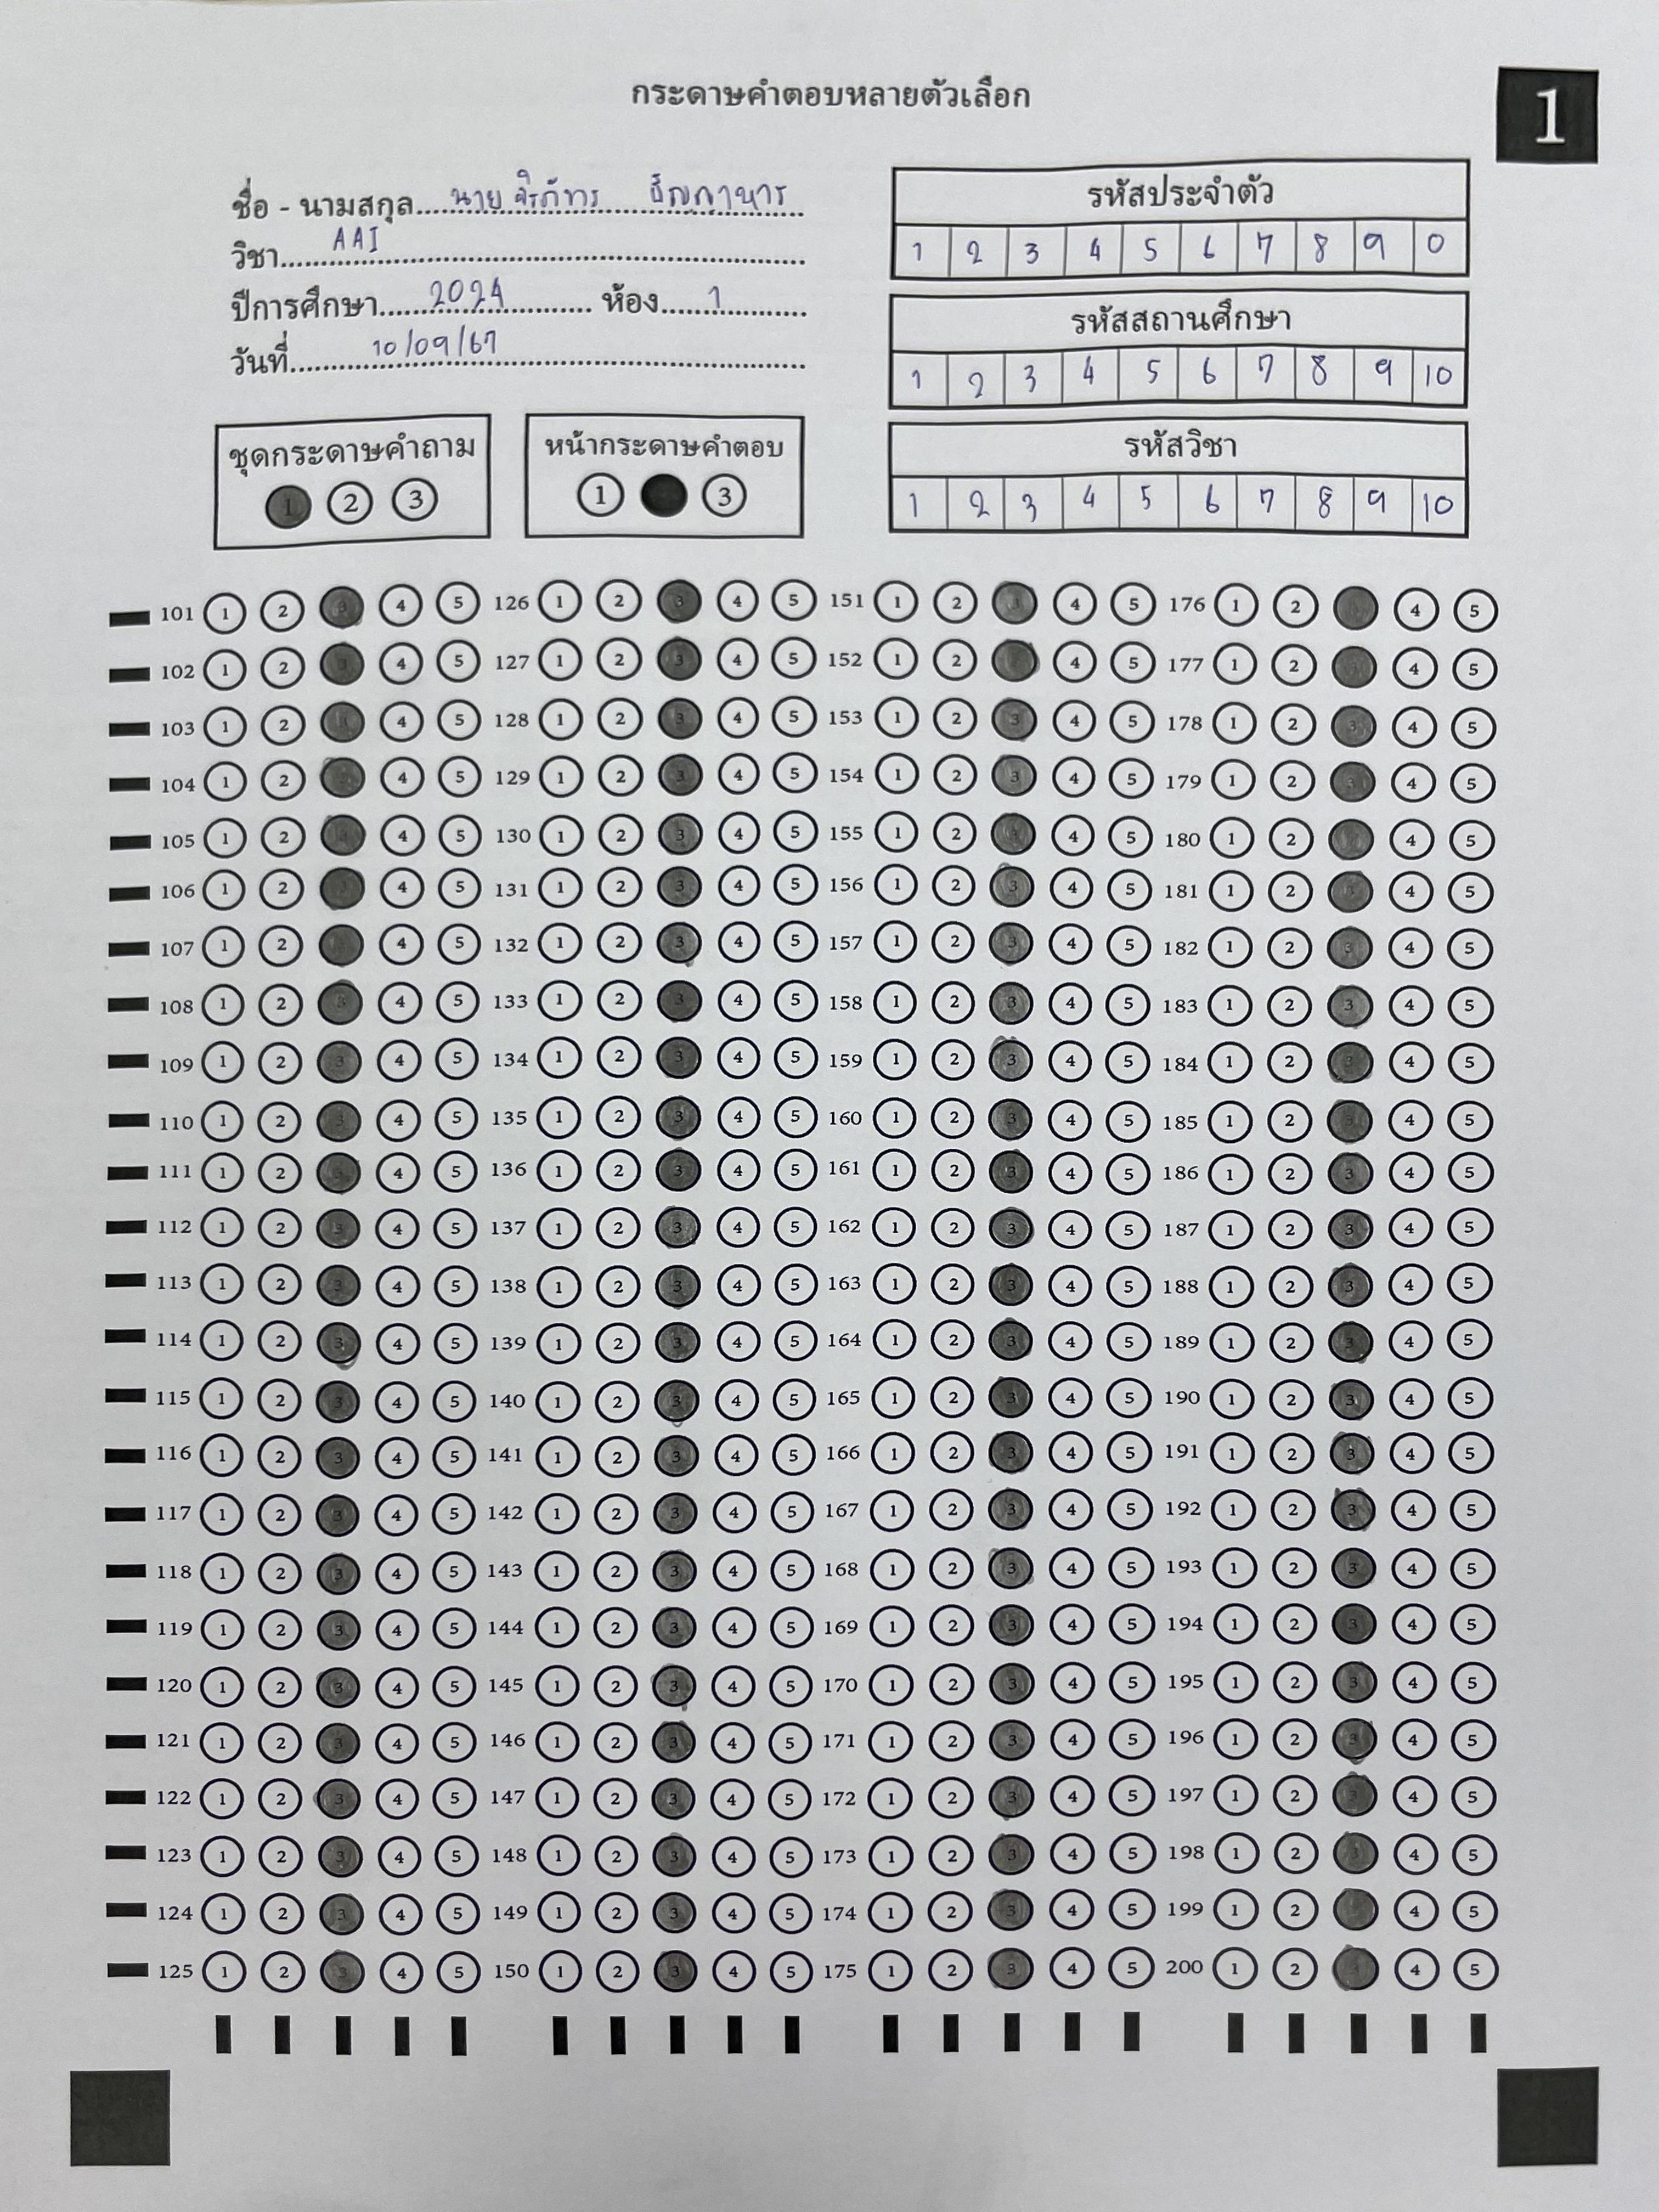 กระดาษคำตอบหลายตัวเลือก
1
ชื่อ - นามสกุล นาย จิรภัทร ธัญญาหาร
วิชา AAI
ปีการศึกษา 2024 ห้อง 1
วันที่ 10/09/67
รหัสประจำตัว
1 2 3 4 5 6 7 8 9 0
รหัสสถานศึกษา
1 2 3 4 5 6 7 8 9 10
รหัสวิชา
1 2 3 4 5 6 7 8 9 10
ชุดกระดาษคำถาม
1 2 3
หน้ากระดาษคำตอบ
1 3
101 1 2 3 4 5 126 1 2 3 4 5 151 1 2 3 4 5 176 1 2 3 4 5
102 1 2 3 4 5 127 1 2 3 4 5 152 1 2 3 4 5 177 1 2 3 4 5
103 1 2 3 4 5 128 1 2 3 4 5 153 1 2 3 4 5 178 1 2 3 4 5
104 1 2 3 4 5 129 1 2 3 4 5 154 1 2 3 4 5 179 1 2 3 4 5
105 1 2 3 4 5 130 1 2 3 4 5 155 1 2 3 4 5 180 1 2 3 4 5
106 1 2 3 4 5 131 1 2 3 4 5 156 1 2 3 4 5 181 1 2 3 4 5
107 1 2 3 4 5 132 1 2 3 4 5 157 1 2 3 4 5 182 1 2 3 4 5
108 1 2 3 4 5 133 1 2 3 4 5 158 1 2 3 4 5 183 1 2 3 4 5
109 1 2 3 4 5 134 1 2 3 4 5 159 1 2 3 4 5 184 1 2 3 4 5
110 1 2 3 4 5 135 1 2 3 4 5 160 1 2 3 4 5 185 1 2 3 4 5
111 1 2 3 4 5 136 1 2 3 4 5 161 1 2 3 4 5 186 1 2 3 4 5
112 1 2 3 4 5 137 1 2 3 4 5 162 1 2 3 4 5 187 1 2 3 4 5
113 1 2 3 4 5 138 1 2 3 4 5 163 1 2 3 4 5 188 1 2 3 4 5
114 1 2 3 4 5 139 1 2 3 4 5 164 1 2 3 4 5 189 1 2 3 4 5
115 1 2 3 4 5 140 1 2 3 4 5 165 1 2 3 4 5 190 1 2 3 4 5
116 1 2 3 4 5 141 1 2 3 4 5 166 1 2 3 4 5 191 1 2 3 4 5
117 1 2 3 4 5 142 1 2 3 4 5 167 1 2 3 4 5 192 1 2 3 4 5
118 1 2 3 4 5 143 1 2 3 4 5 168 1 2 3 4 5 193 1 2 3 4 5
119 1 2 3 4 5 144 1 2 3 4 5 169 1 2 3 4 5 194 1 2 3 4 5
120 1 2 3 4 5 145 1 2 3 4 5 170 1 2 3 4 5 195 1 2 3 4 5
121 1 2 3 4 5 146 1 2 3 4 5 171 1 2 3 4 5 196 1 2 3 4 5
122 1 2 3 4 5 147 1 2 3 4 5 172 1 2 3 4 5 197 1 2 3 4 5
123 1 2 3 4 5 148 1 2 3 4 5 173 1 2 3 4 5 198 1 2 3 4 5
124 1 2 3 4 5 149 1 2 3 4 5 174 1 2 3 4 5 199 1 2 4 5
125 1 2 3 4 5 150 1 2 3 4 5 175 1 2 3 4 5 200 1 2 3 4 5